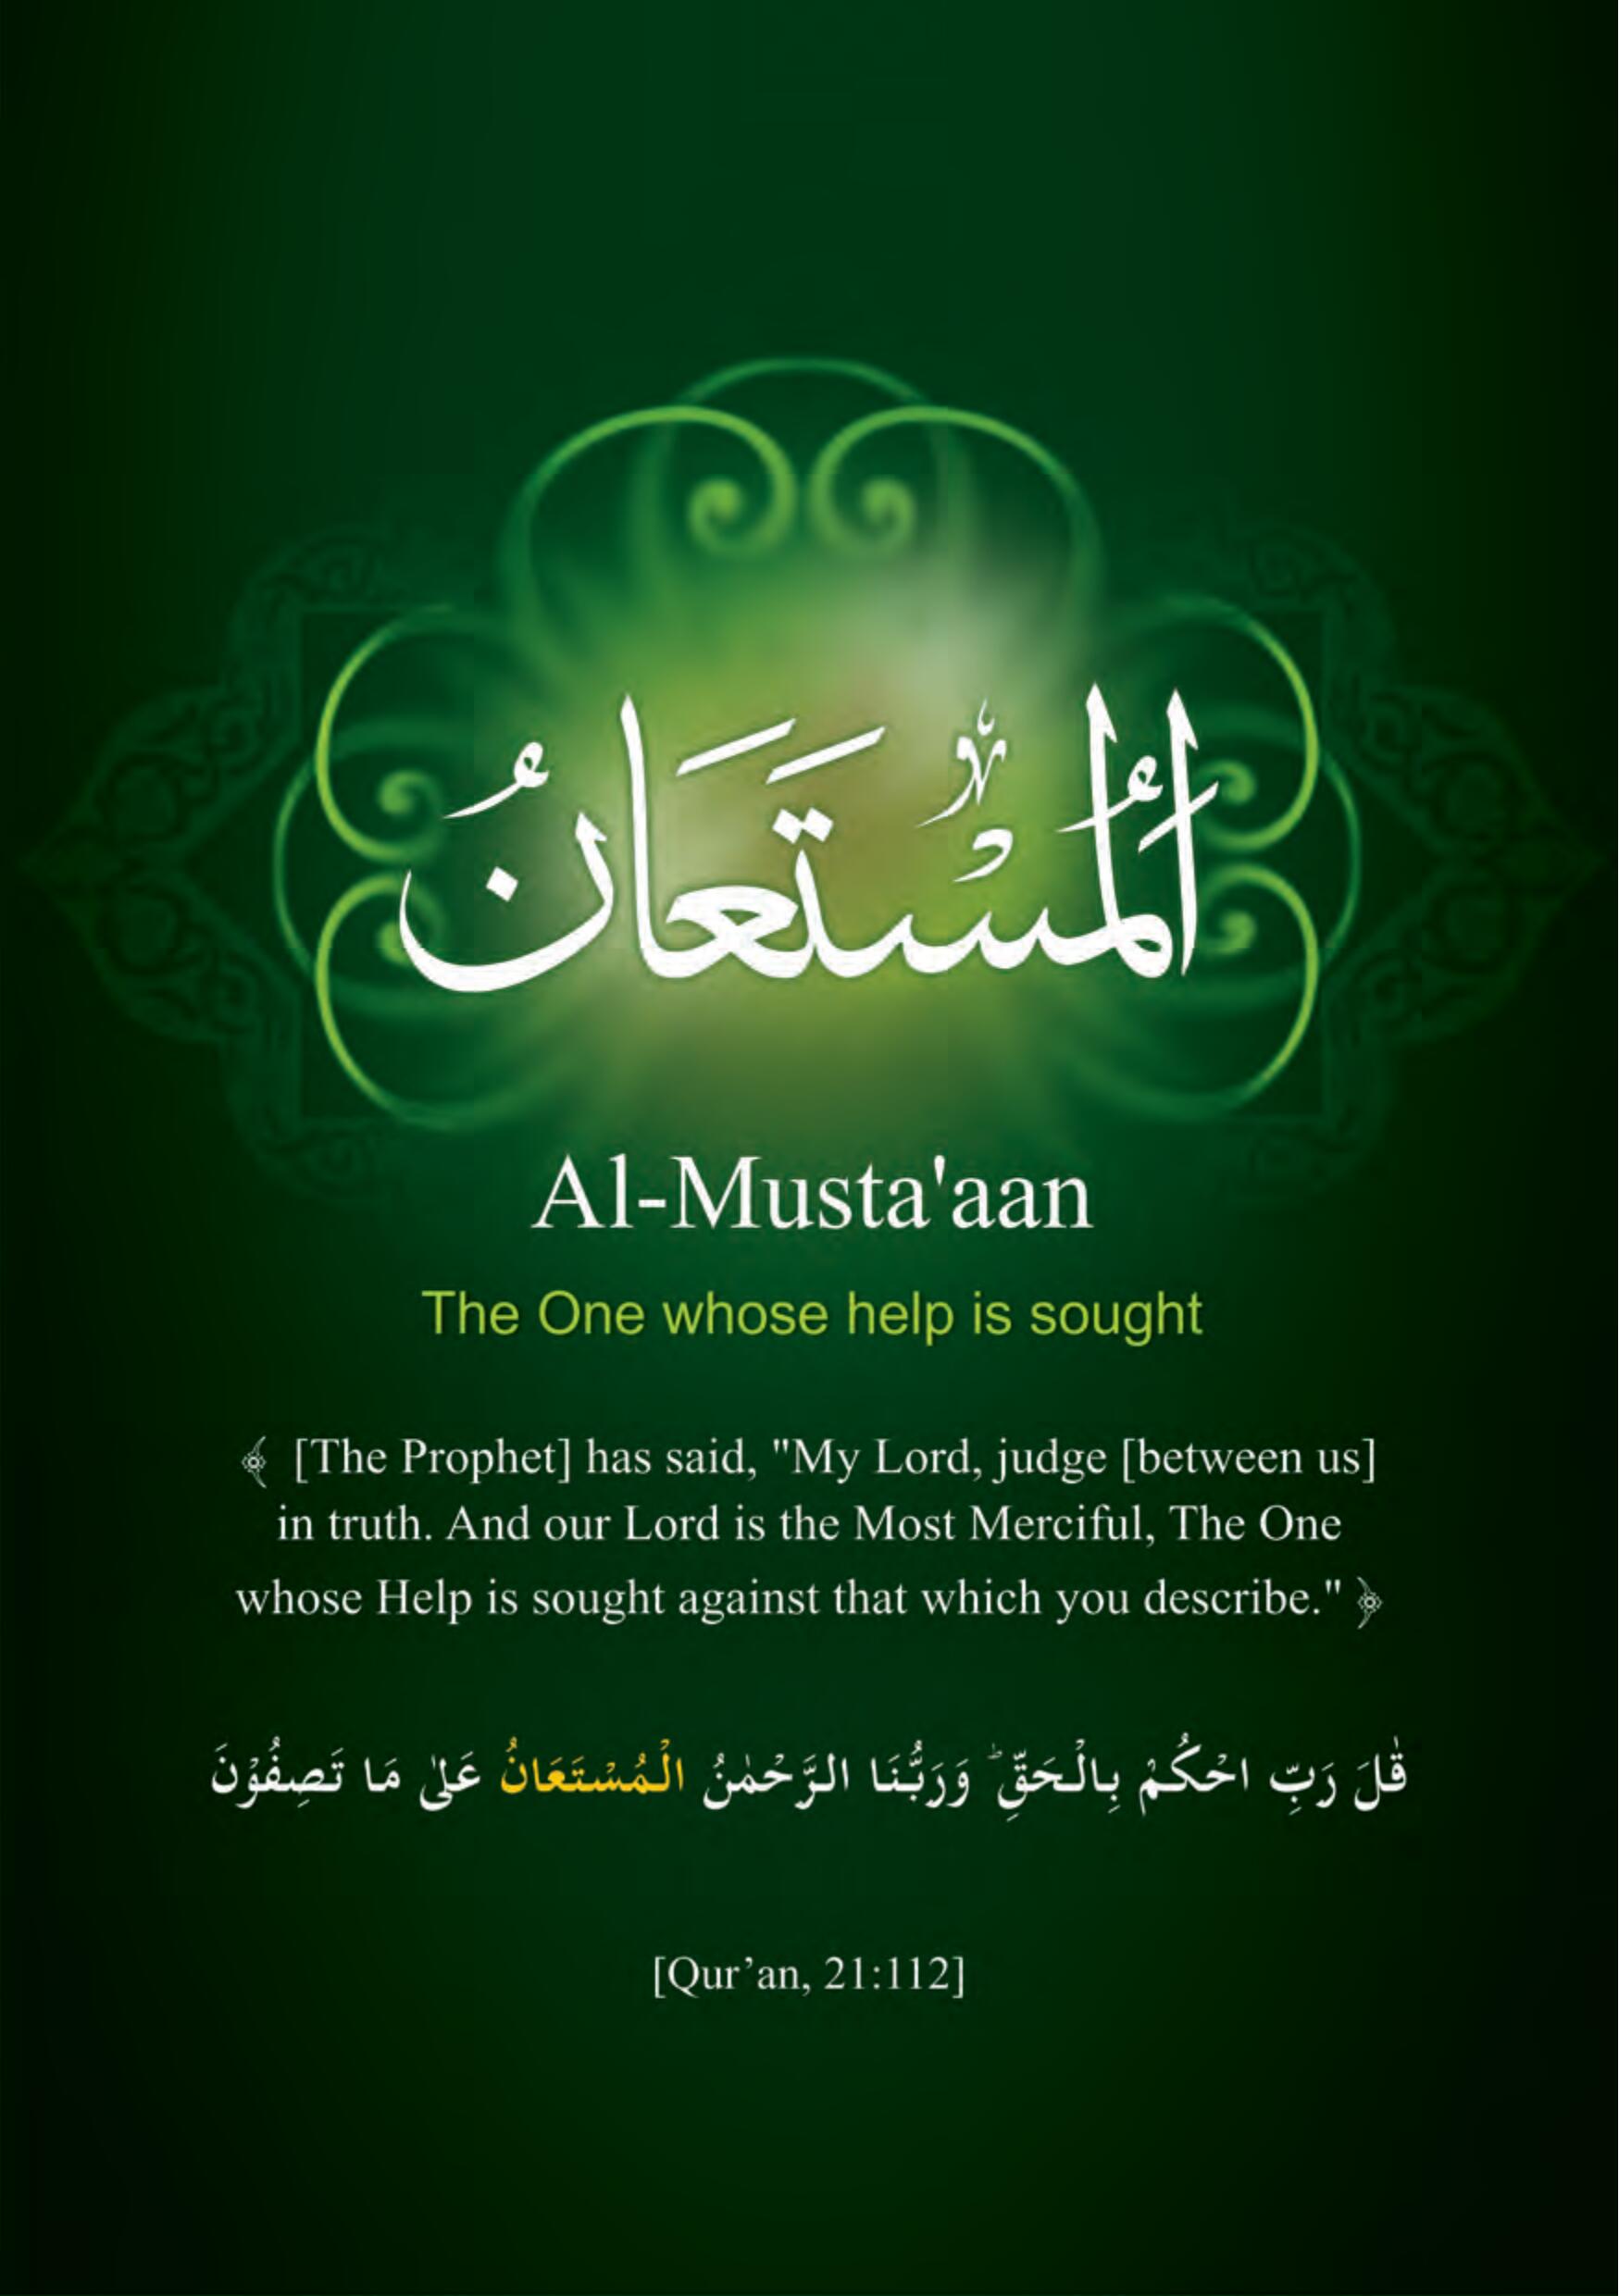 اَلْمُسْتَعَانُ
Al-Musta'aan
The One whose help is sought
﴾ [The Prophet] has said, "My Lord, judge [between us]
in truth. And our Lord is the Most Merciful, The One
whose Help is sought against that which you describe." ﴿
قٰلَ رَبِّ احْكُمْ بِالْحَقِّ ؕ وَرَبُّنَا الرَّحْمٰنُ الْمُسْتَعَانُ عَلٰى مَا تَصِفُوْنَ
[Qur’an, 21:112]